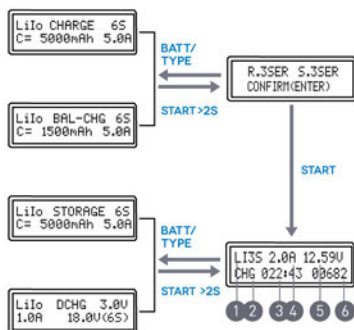 LiIo CHARGE 6S
C= 5000mAh 5.0A
BATT/
TYPE
START >2S
LiIo BAL-CHG 6S
C= 1500mAh 5.0A
R.3SER S.3SER
CONFIRM(ENTER)
START
LiIo STORAGE 6S
C= 5000mAh 5.0A
BATT/
TYPE
START >2S
LiIo DCHG 3.0V
1.0A 18.0V(6S)
LI3S 2.0A 12.59V
CHG 022:43 00682
1 2 3 4 5 6